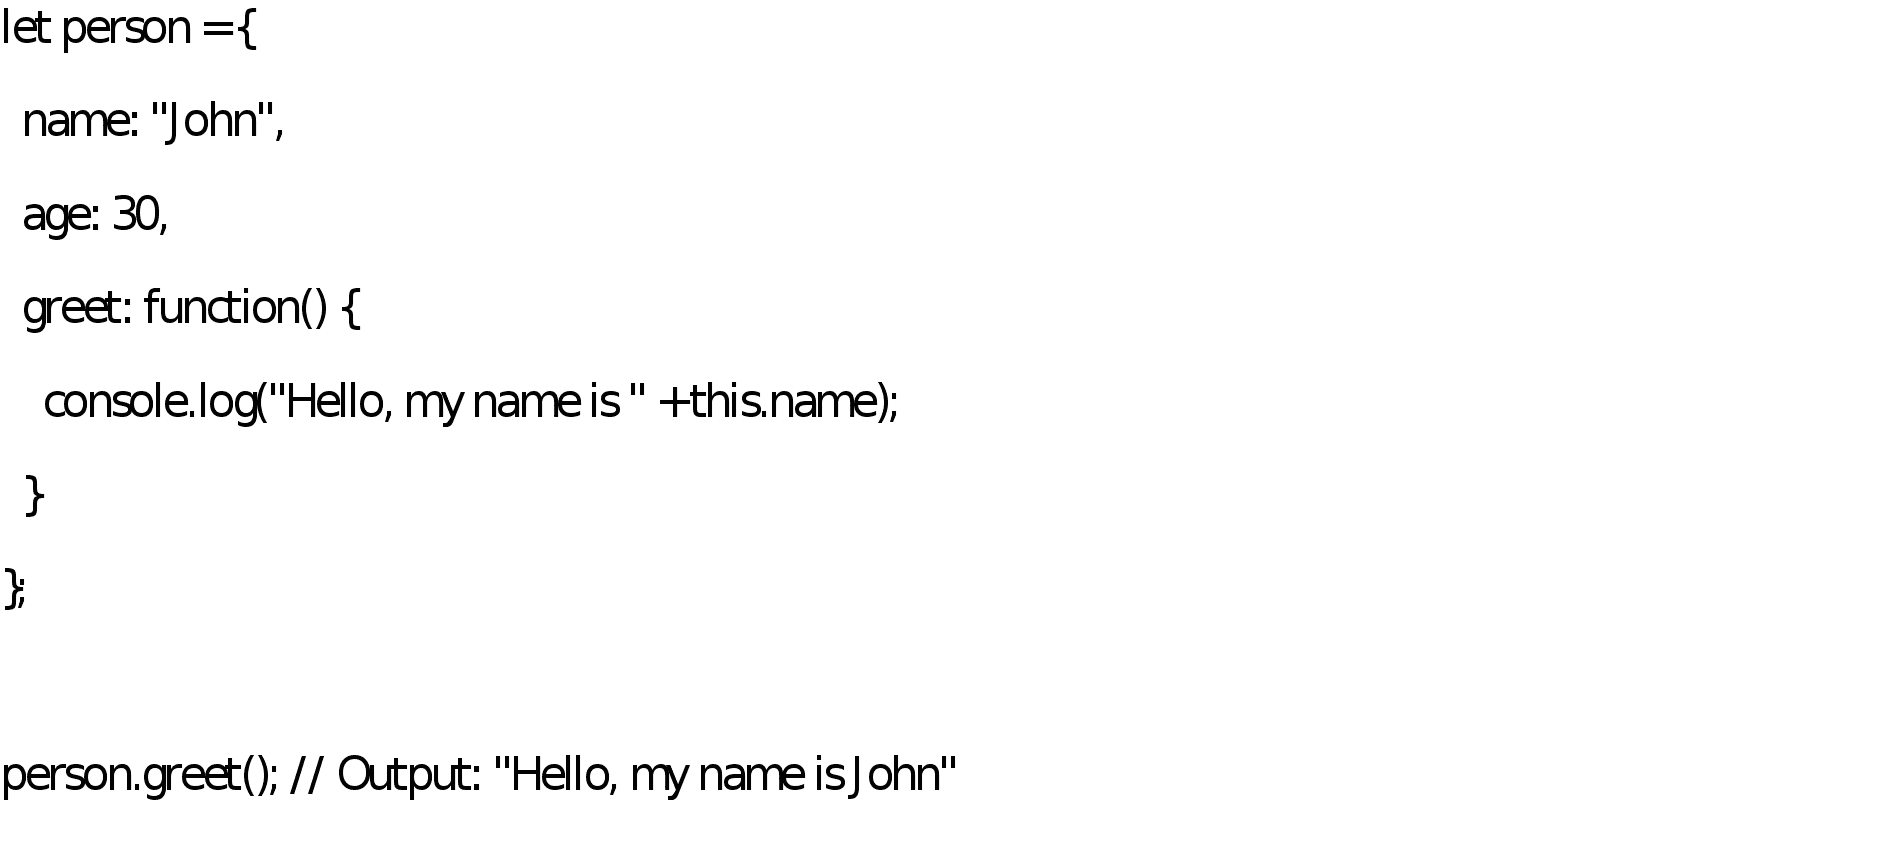 let person = {
  name: "John",
  age: 30,
  greet: function() {
    console.log("Hello, my name is " + this.name);
  }
};

person.greet(); // Output: "Hello, my name is John"